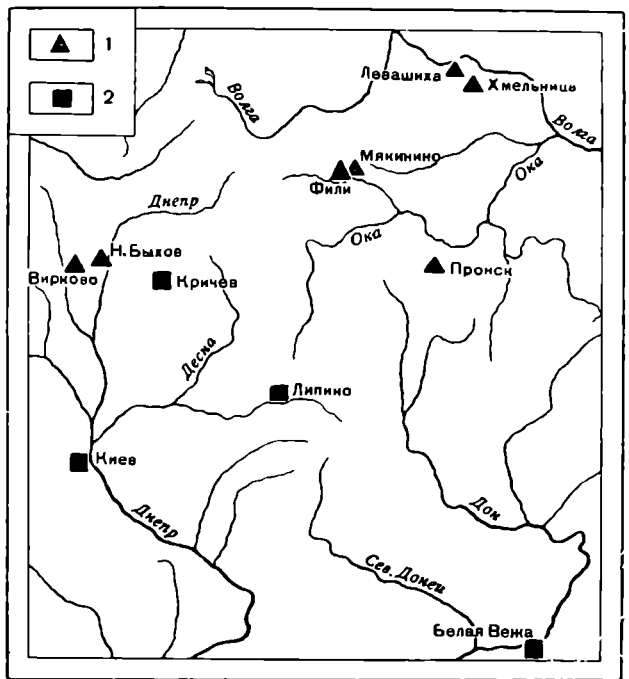 1
2
Левашиха
Хмельница
Волга
Волга
Мякинино
Фили
Ока
Днепр
Ока
Н. Быхов
Вирково
Кричев
Пронск
Десна
Липино
Киев
Днепр
Дон
Сев. Донец
Белая Вежа